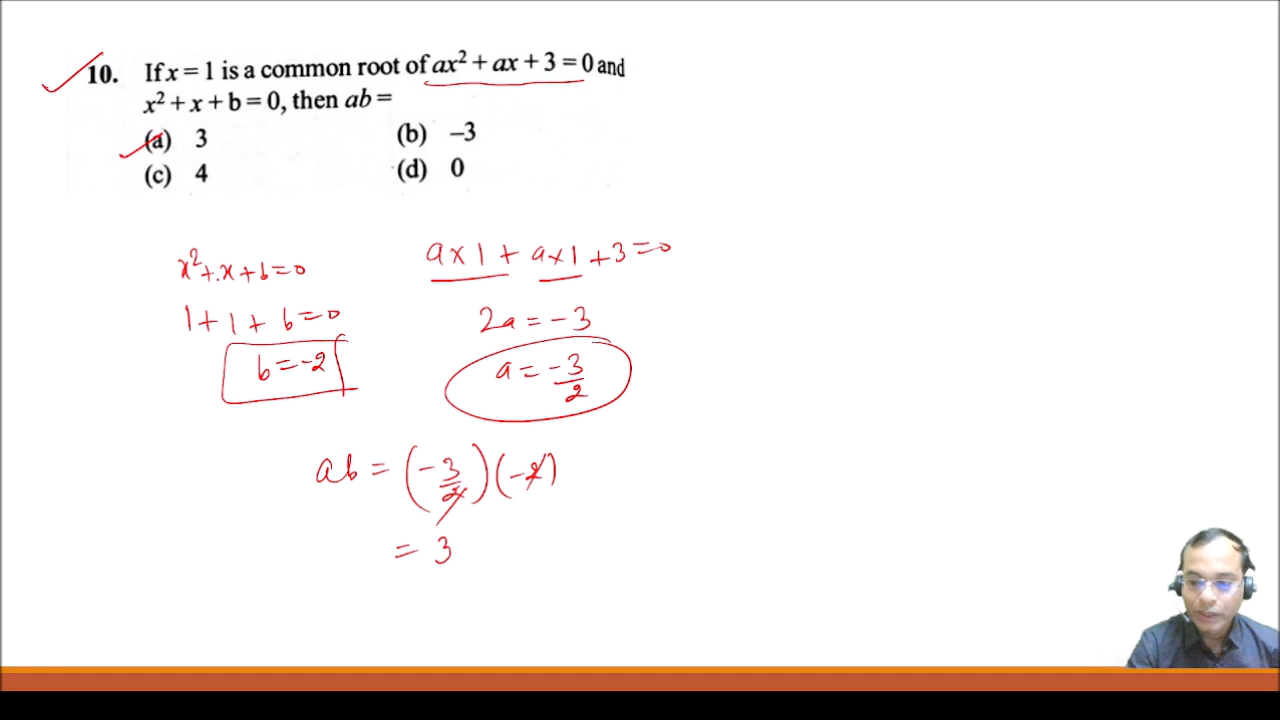 10. If x = 1 is a common root of ax² + ax + 3 = 0 and
x² + x + b = 0, then ab =
(a) 3 (b) –3
(c) 4 (d) 0
x² + x + b = 0 a × 1 + a × 1 + 3 = 0
1 + 1 + b = 0 2a = -3
b = -2 a = -3/2
ab = (-3/2)(-2)
= 3